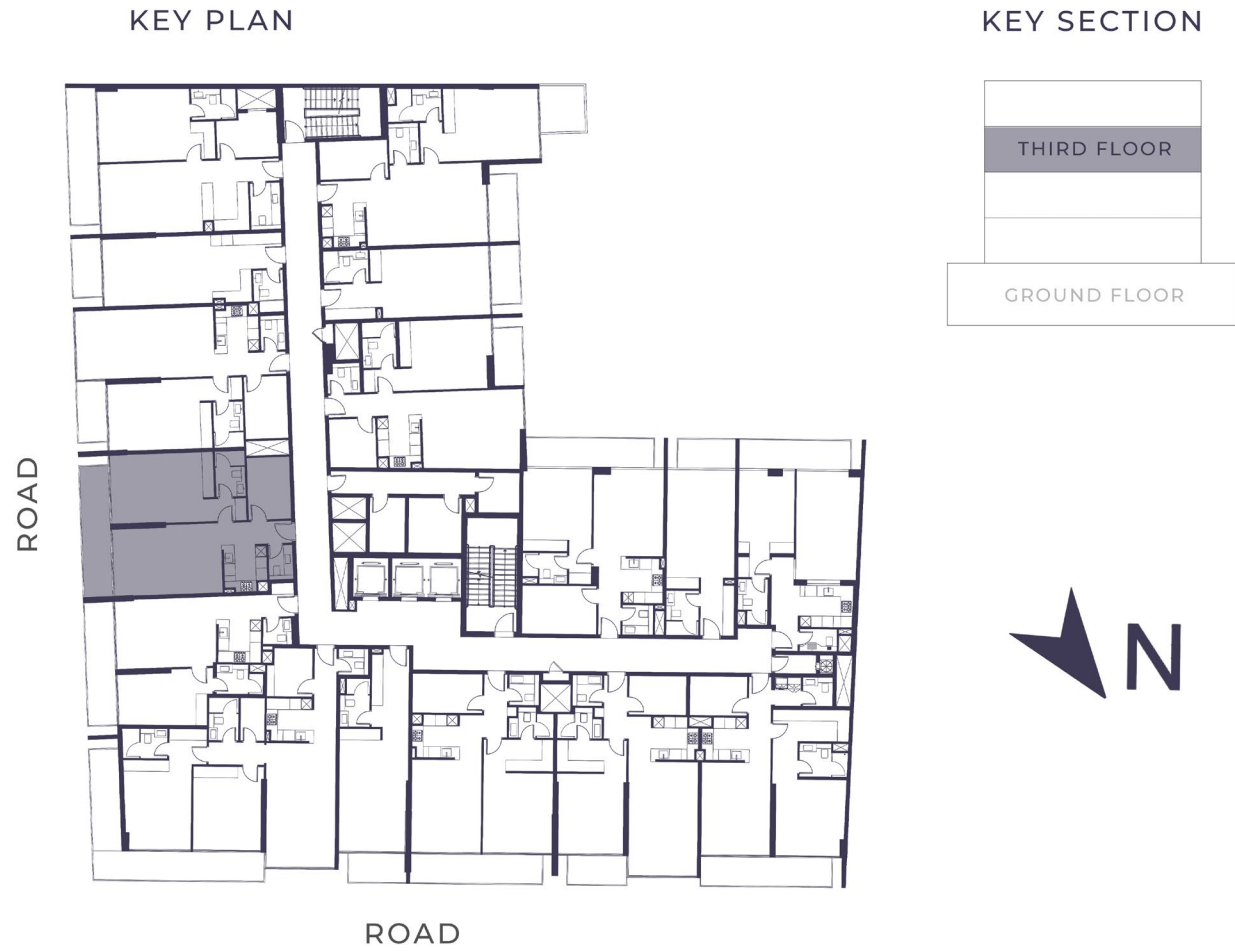 KEY PLAN
KEY SECTION
THIRD FLOOR
GROUND FLOOR
ROAD
N
ROAD